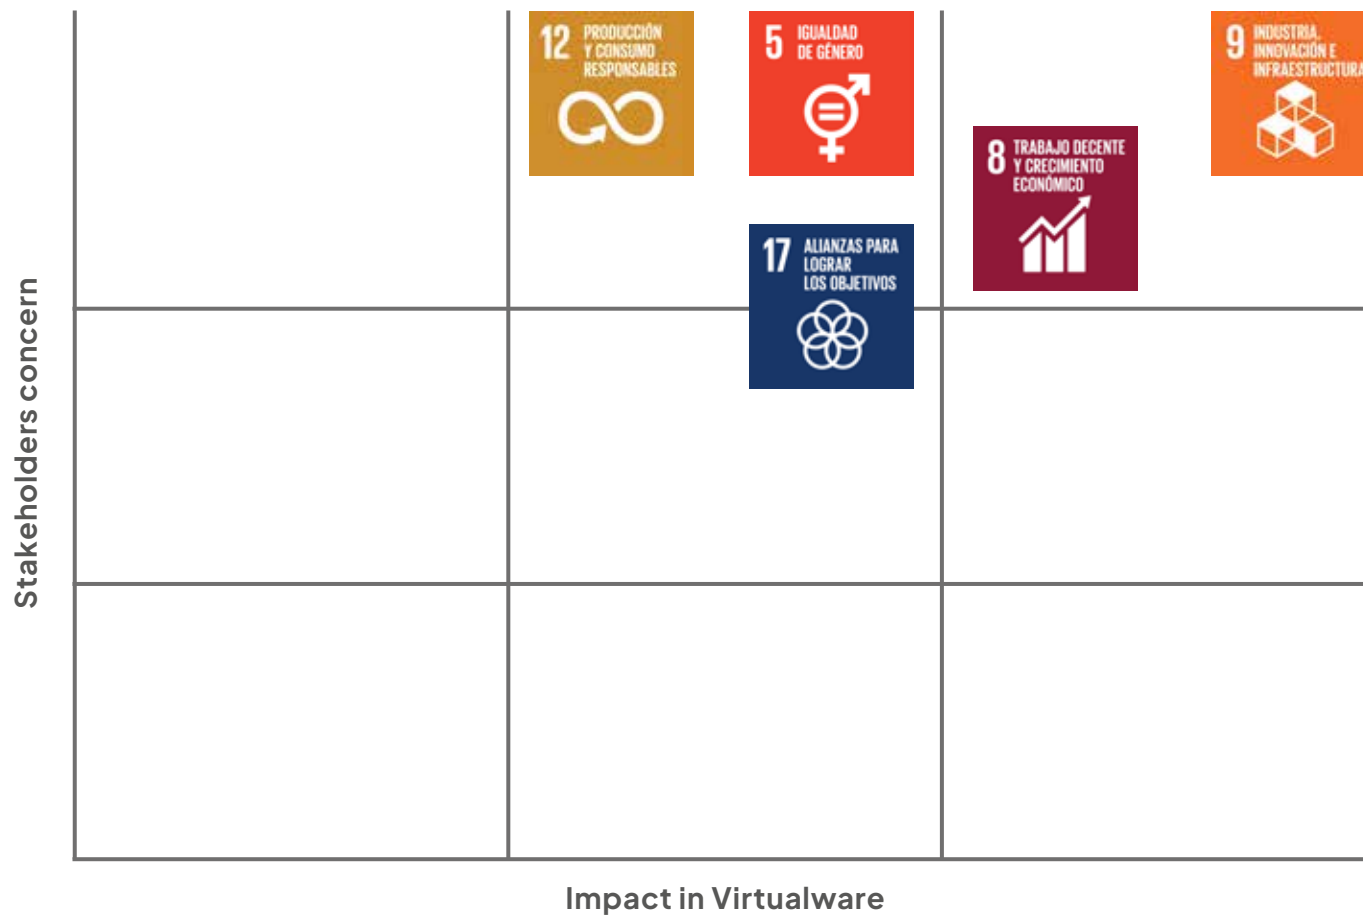 12
PRODUCCIÓN
Y CONSUMO
RESPONSABLES
5
IGUALDAD
DE GÉNERO
9
INDUSTRIA,
INNOVACIÓN E
INFRAESTRUCTURA
8
TRABAJO DECENTE
Y CRECIMIENTO
ECONÓMICO
17
ALIANZAS PARA
LOGRAR
LOS OBJETIVOS
Stakeholders concern
Impact in Virtualware